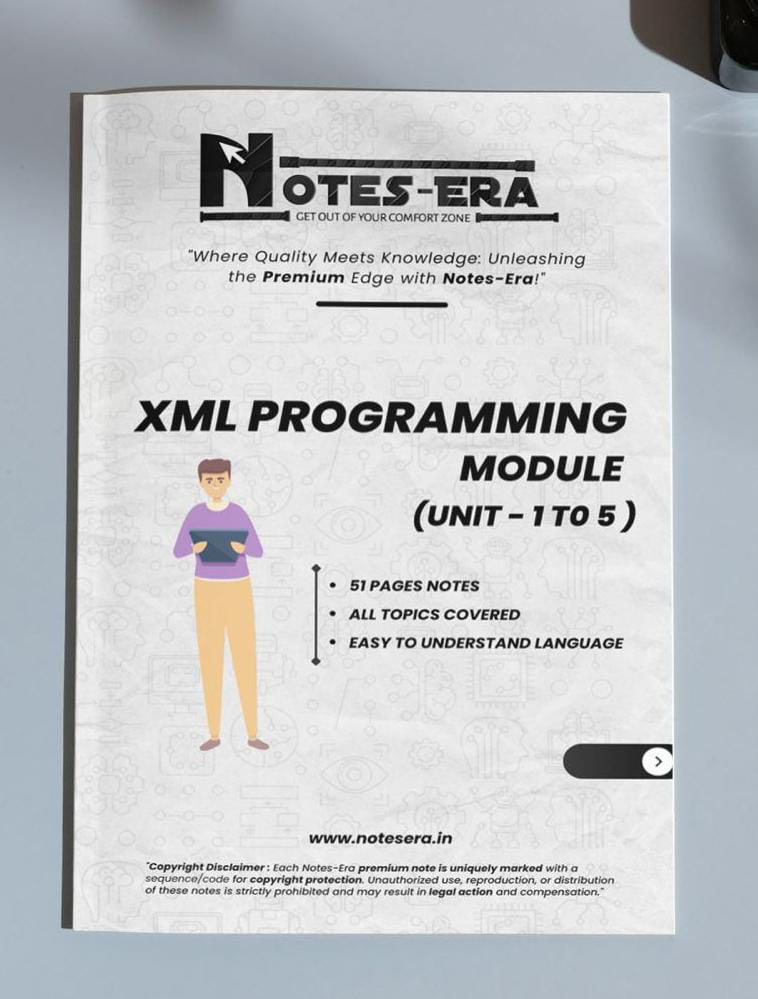 NOTES-ERA
GET OUT OF YOUR COMFORT ZONE
"Where Quality Meets Knowledge: Unleashing
the Premium Edge with Notes-Era!"
XML PROGRAMMING
MODULE
(UNIT - 1 TO 5 )
• 51 PAGES NOTES
• ALL TOPICS COVERED
• EASY TO UNDERSTAND LANGUAGE
www.notesera.in
"Copyright Disclaimer : Each Notes-Era premium note is uniquely marked with a
sequence/code for copyright protection. Unauthorized use, reproduction, or distribution
of these notes is strictly prohibited and may result in legal action and compensation."